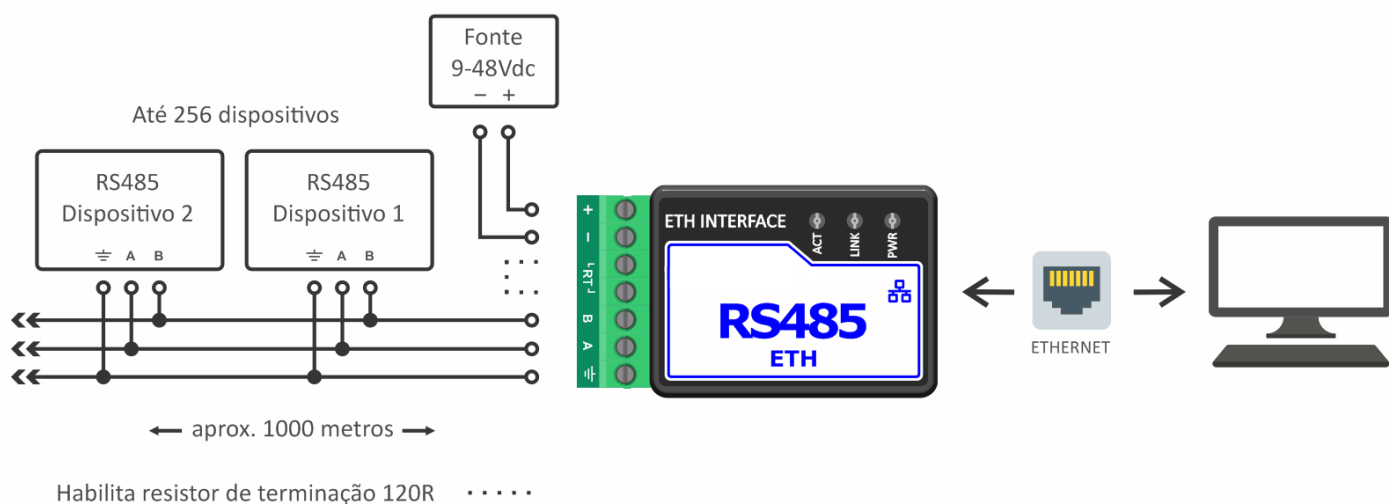 Fonte
9-48Vdc
– +
Até 256 dispositivos
RS485
Dispositivo 2
A B
RS485
Dispositivo 1
A B
+
–
RT
B
A
ETH INTERFACE
ACT
LINK
PWR
RS485
ETH
ETHERNET
aprox. 1000 metros
Habilita resistor de terminação 120R